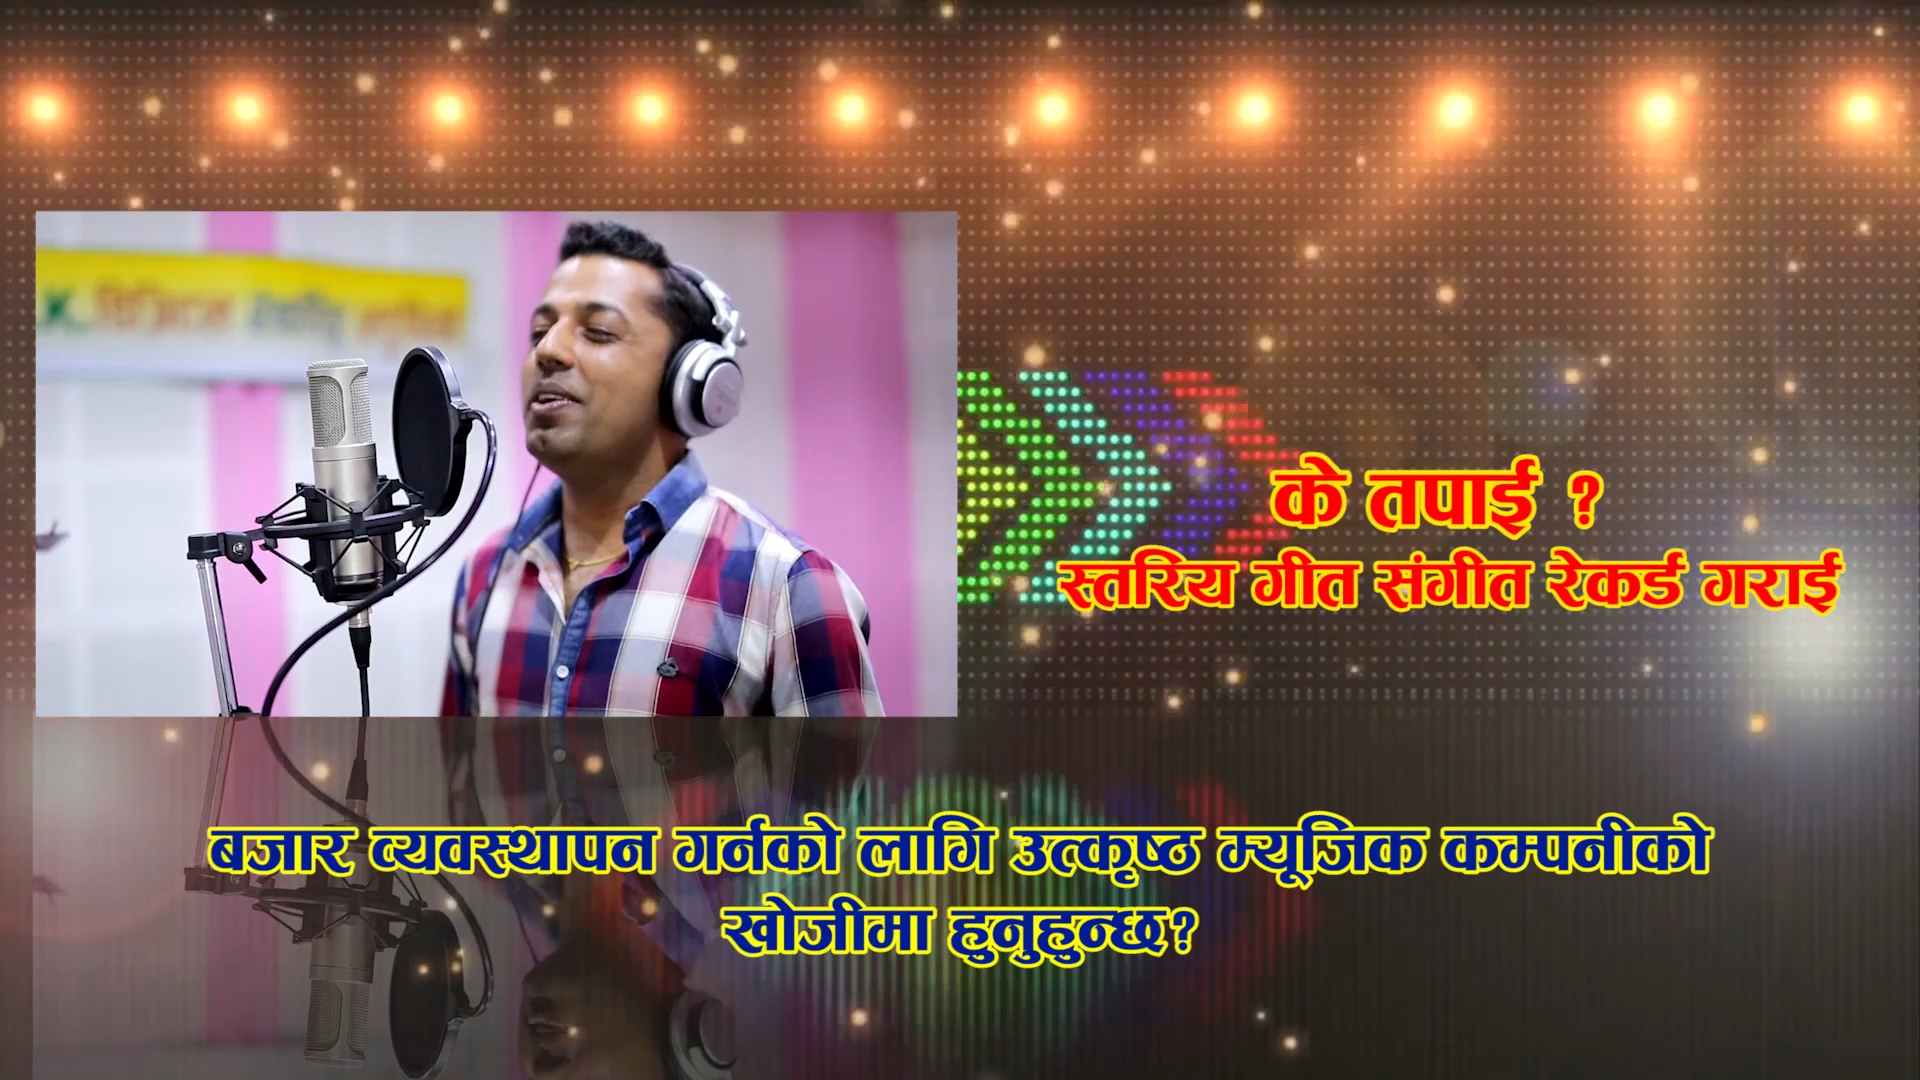 के तपाई ?
स्तरिय गीत संगीत रेकर्ड गराई
बजार व्यवस्थापन गर्नको लागि उत्कृष्ठ म्यूजिक कम्पनीको
खोजीमा हुनुहुन्छ?